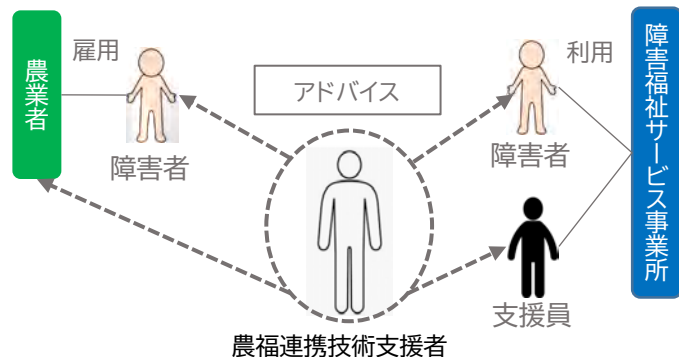 農業者
雇用
障害者
アドバイス
利用
障害者
障害福祉サービス事業所
支援員
農福連携技術支援者